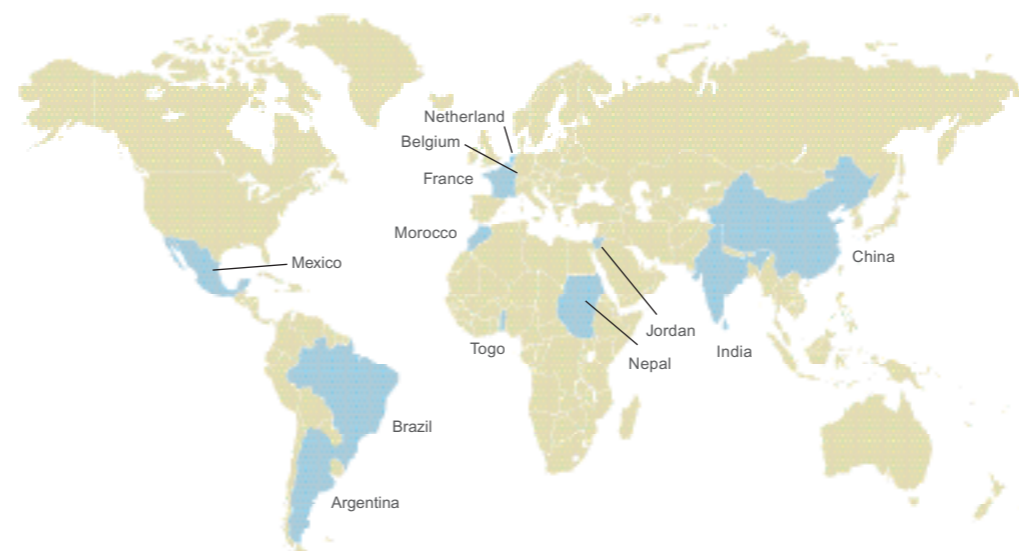 Netherland
Belgium
France
Morocco
Mexico
China
Jordan
Togo
India
Nepal
Brazil
Argentina